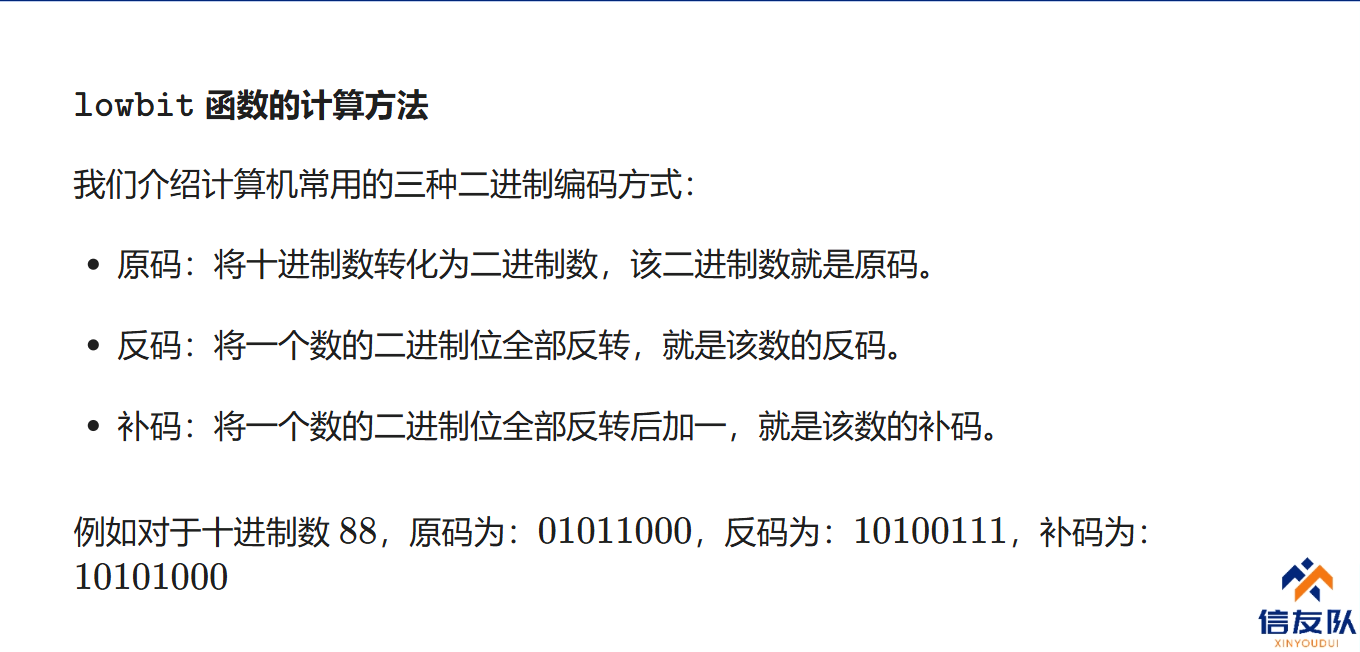 lowbit 函数的计算方法
我们介绍计算机常用的三种二进制编码方式：
• 原码：将十进制数转化为二进制数，该二进制数就是原码。
• 反码：将一个数的二进制位全部反转，就是该数的反码。
• 补码：将一个数的二进制位全部反转后加一，就是该数的补码。
例如对于十进制数 88，原码为：01011000，反码为：10100111，补码为：
10101000
信友队
XINYOUDUI